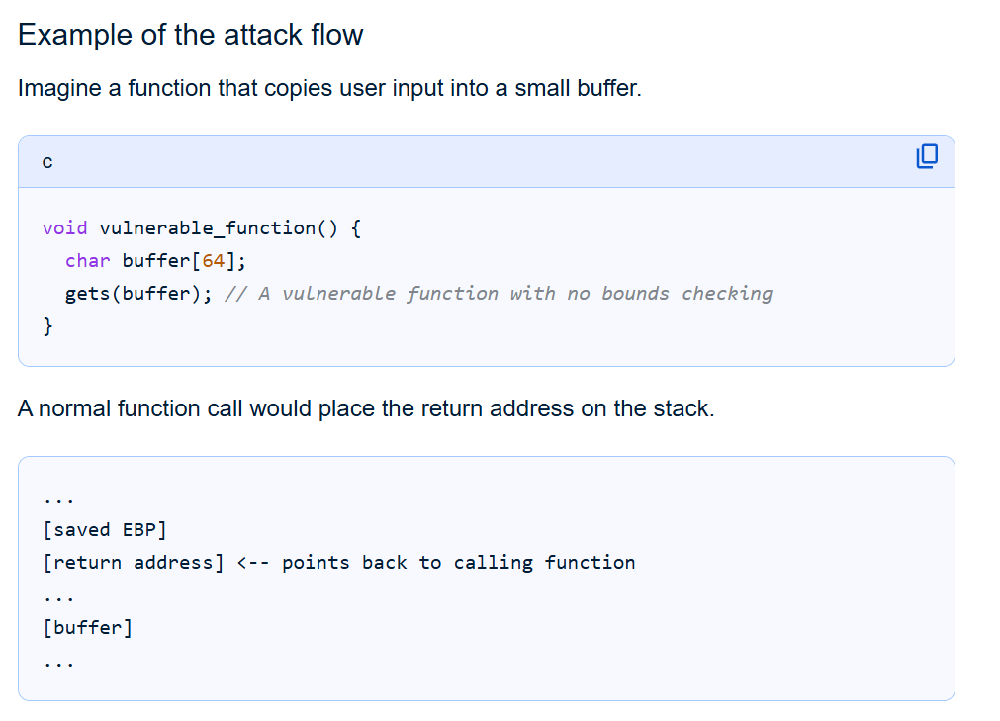 Example of the attack flow
Imagine a function that copies user input into a small buffer.
c
void vulnerable_function() {
  char buffer[64];
  gets(buffer); // A vulnerable function with no bounds checking
}
A normal function call would place the return address on the stack.
...
[saved EBP]
[return address] <-- points back to calling function
...
[buffer]
...